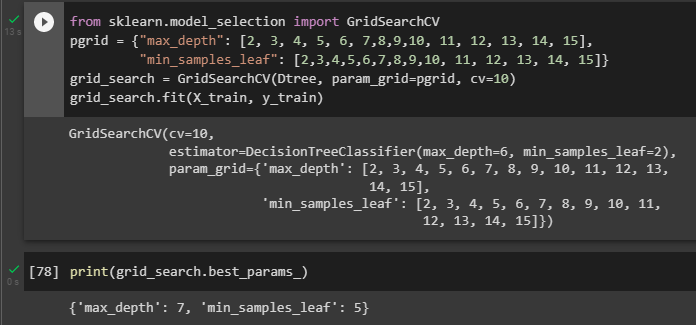 from sklearn.model_selection import GridSearchCV
13s
pgrid = {"max_depth": [2, 3, 4, 5, 6, 7,8,9,10, 11, 12, 13, 14, 15],
"min_samples_leaf": [2,3,4,5,6,7,8,9,10, 11, 12, 13, 14, 15]}
grid_search = GridSearchCV(Dtree, param_grid=pgrid, cv=10)
grid_search.fit(X_train, y_train)
GridSearchCV(cv=10,
estimator=DecisionTreeClassifier(max_depth=6, min_samples_leaf=2),
param_grid={'max_depth': [2, 3, 4, 5, 6, 7, 8, 9, 10, 11, 12, 13,
14, 15],
'min_samples_leaf': [2, 3, 4, 5, 6, 7, 8, 9, 10, 11,
12, 13, 14, 15]})
[78] print(grid_search.best_params_)
0s
{'max_depth': 7, 'min_samples_leaf': 5}